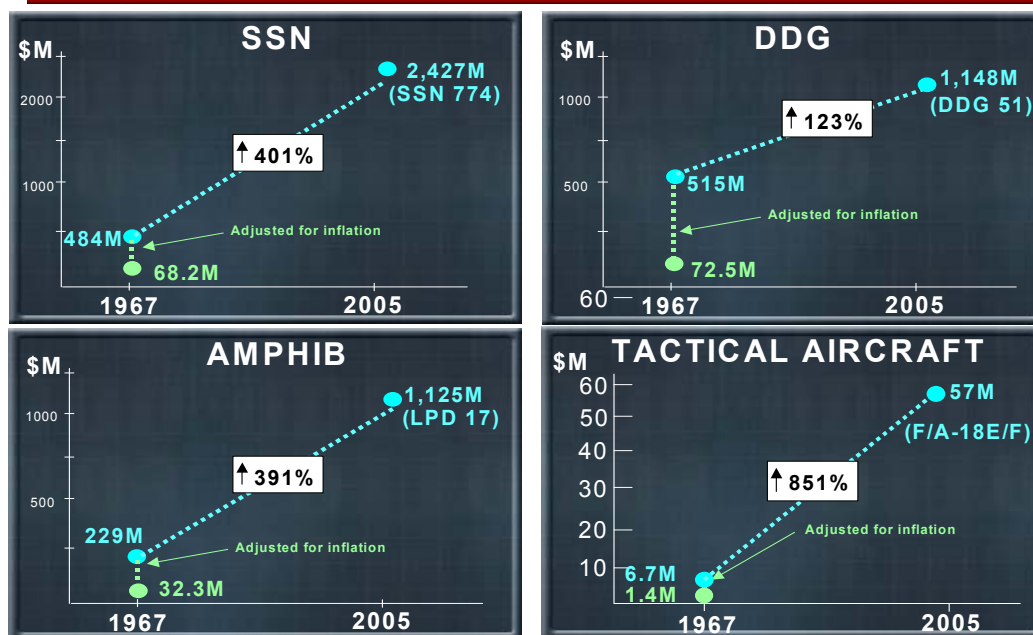 SSN
$M
2000
1000
2,427M
(SSN 774)
401%
484M
Adjusted for inflation
68.2M
1967
2005
DDG
$M
1000
500
1,148M
(DDG 51)
123%
515M
Adjusted for inflation
72.5M
60
1967
2005
AMPHIB
$M
1000
500
1,125M
(LPD 17)
391%
229M
Adjusted for inflation
32.3M
1967
2005
TACTICAL AIRCRAFT
$M
60
50
40
30
20
10
57M
(F/A-18E/F)
851%
Adjusted for inflation
6.7M
1.4M
1967
2005